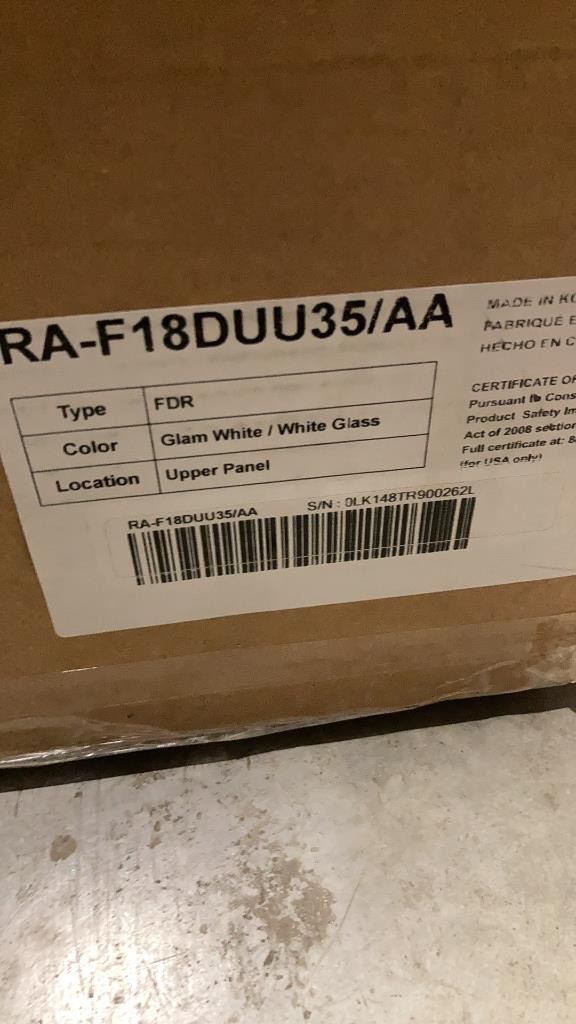 RA-F18DUU35/AA
Type FDR
Color Glam White / White Glass
Location Upper Panel
RA-F18DUU35/AA S/N : 0LK148TR900262L
MADE IN KO
FABRIQUÉ E
HECHO EN C
CERTIFICATE OF
Pursuant to Cons
Product Safety Im
Act of 2008 section
Full certificate at:
(for USA only)